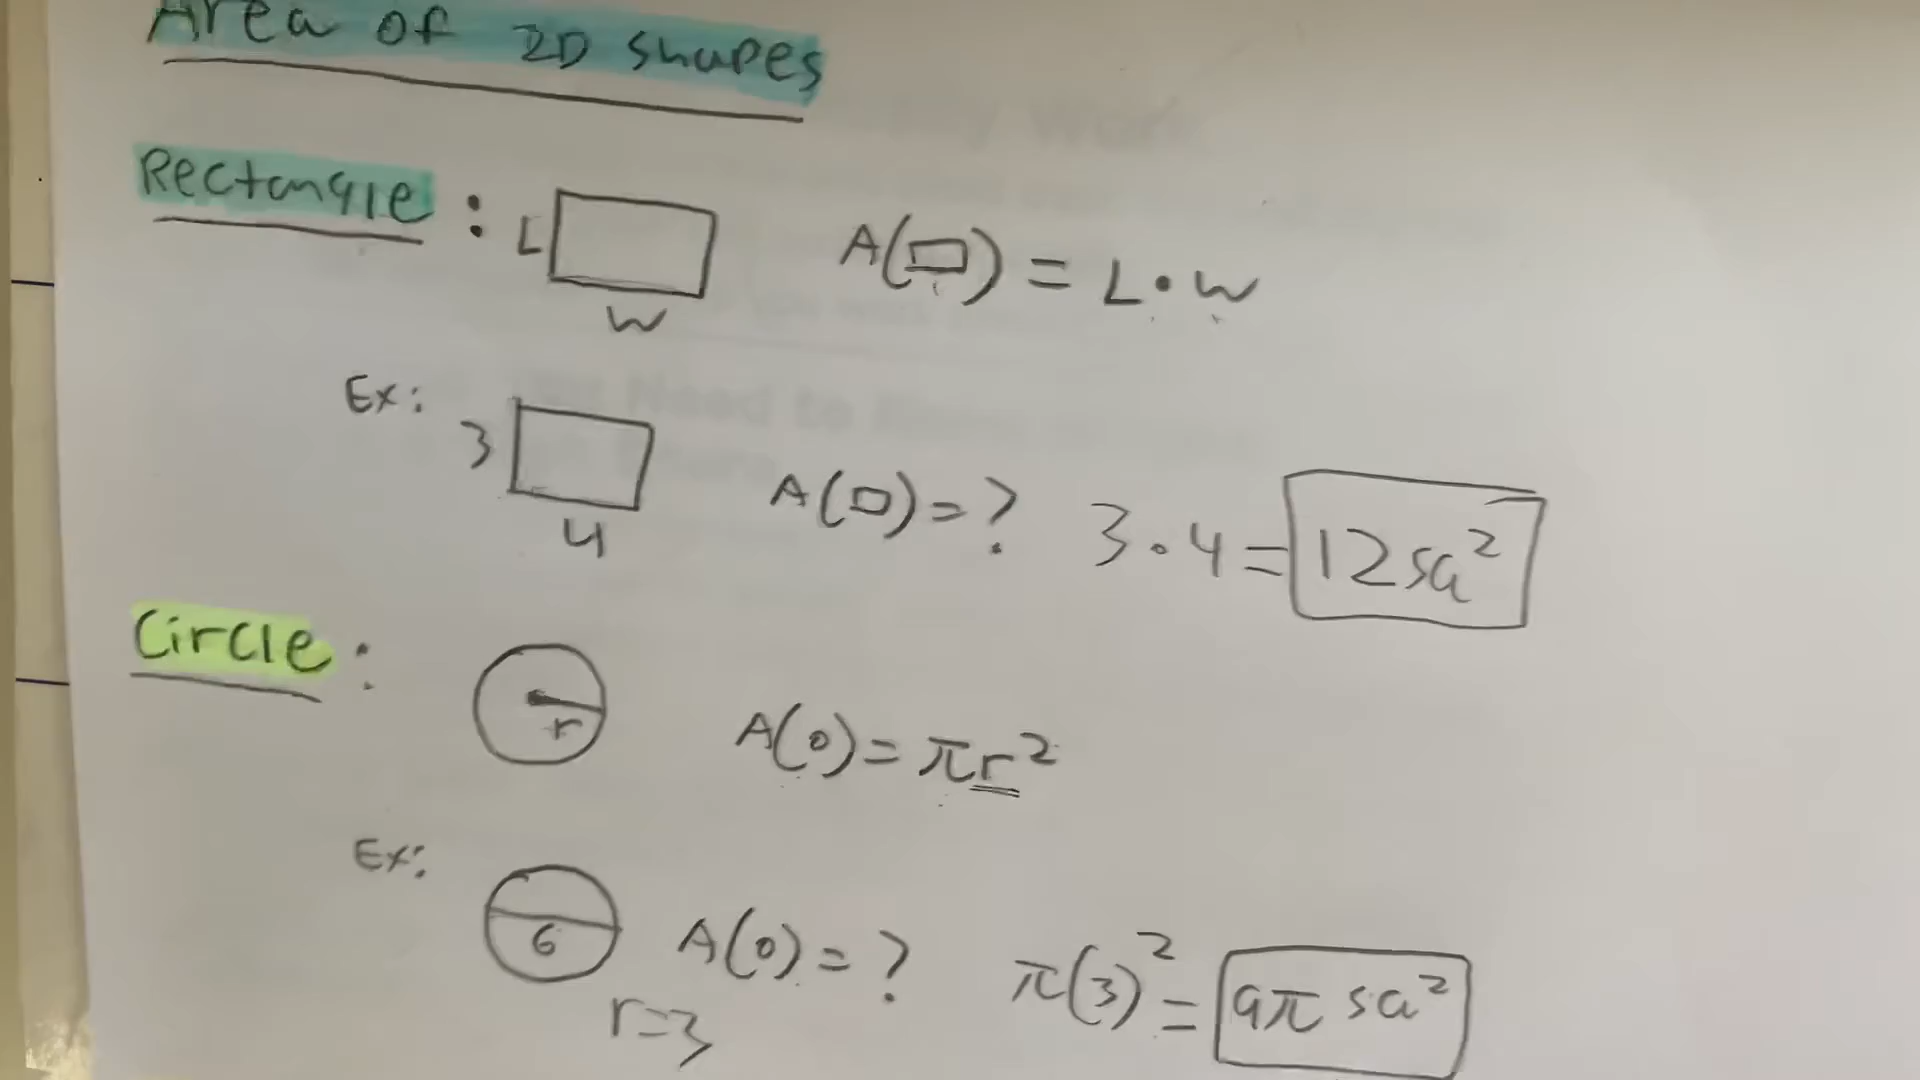 Area of 2D shapes
Rectangle : L W A(▭) = L • W
Ex: 3 4 A(▭) = ? 3 • 4 = 12 sq²
Circle : r A(○) = πr²
Ex: 6 A(○) = ? π(3)² = 9π sq²
r=3